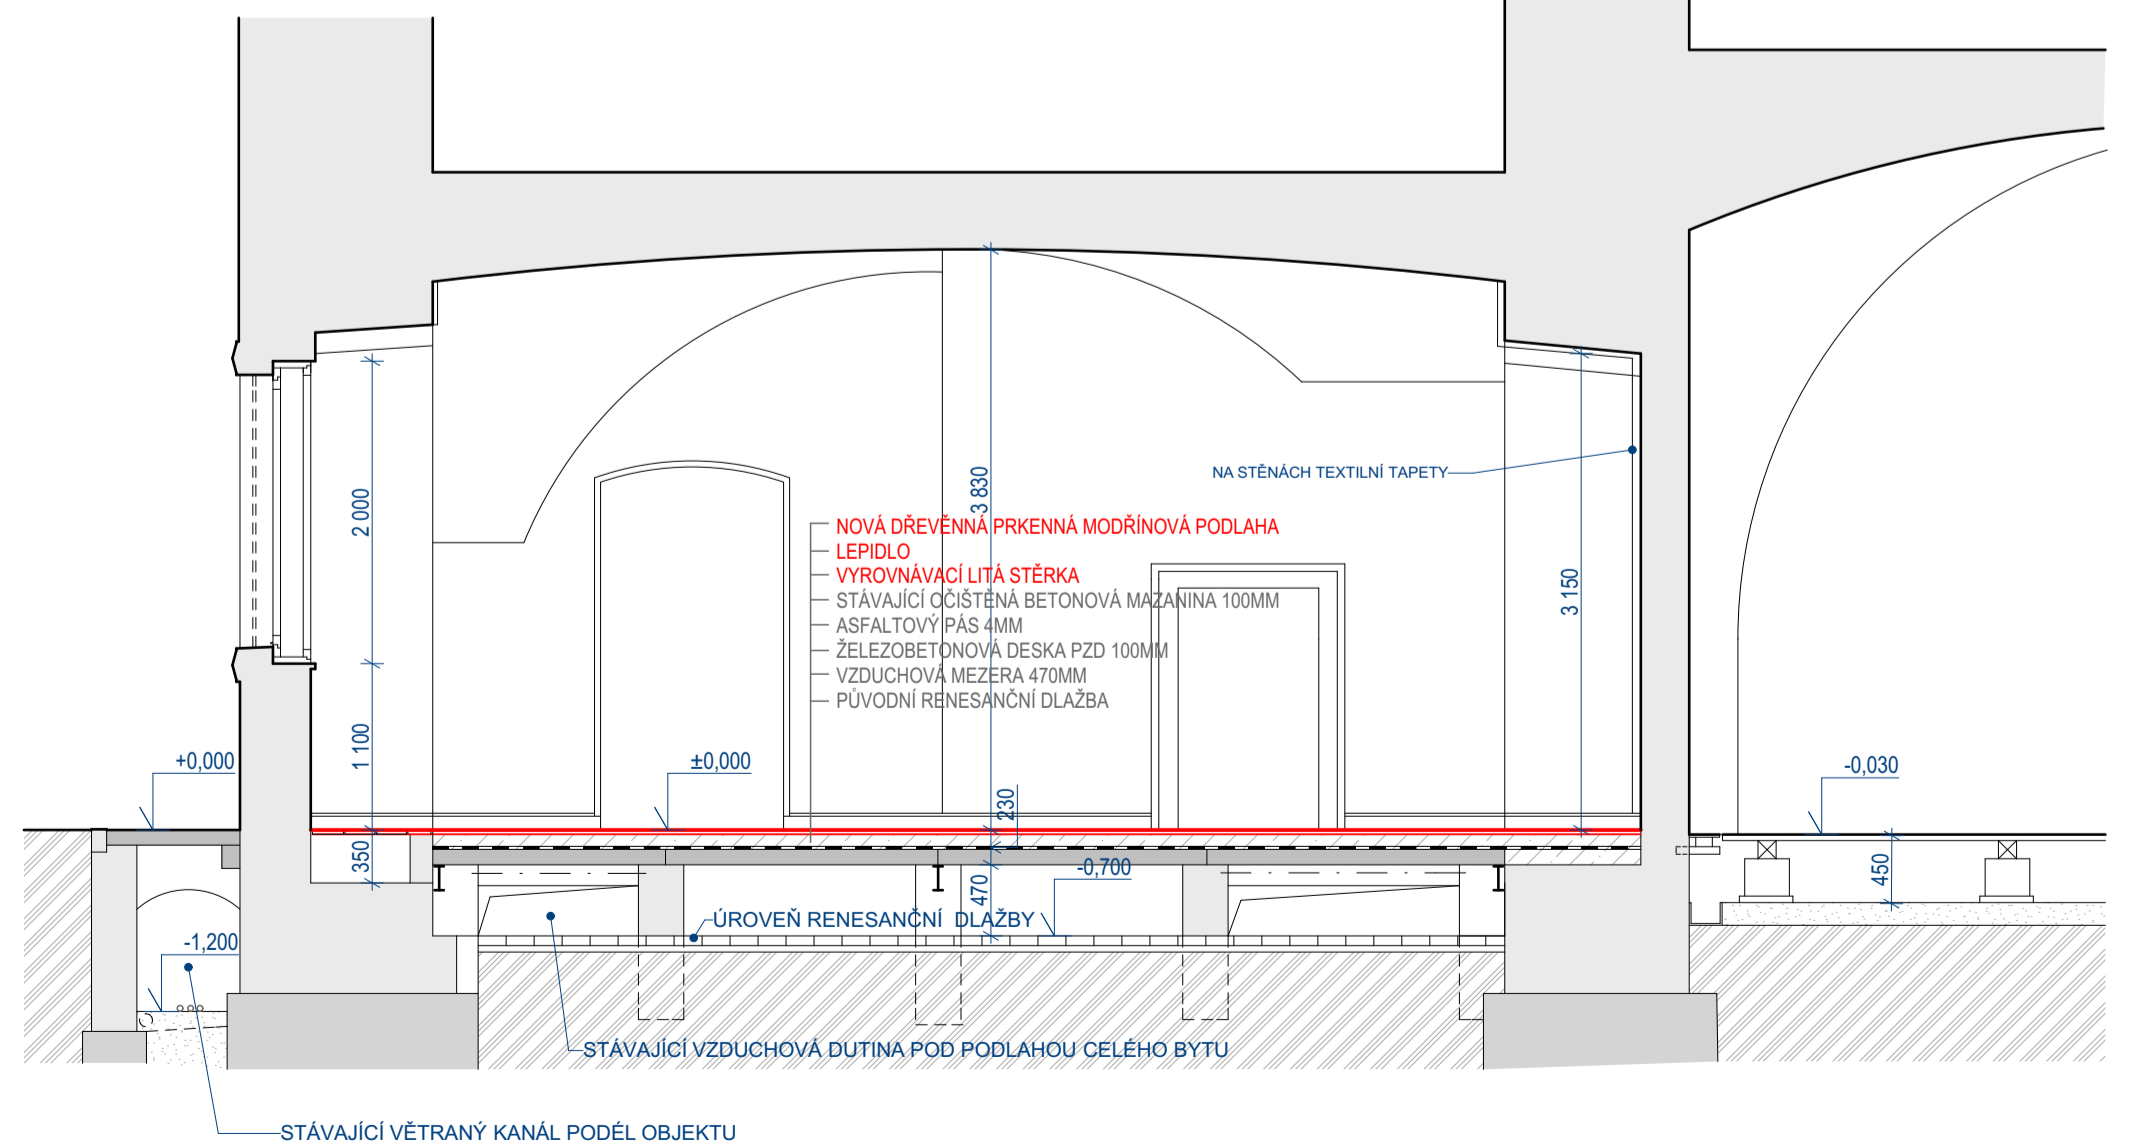 NA STĚNÁCH TEXTILNÍ TAPETY
3 830
2 000
3 150
NOVÁ DŘEVĚNNÁ PRKENNÁ MODŘÍNOVÁ PODLAHA
LEPIDLO
VYROVNÁVACÍ LITÁ STĚRKA
STÁVAJÍCÍ OČIŠTĚNÁ BETONOVÁ MAZANINA 100MM
ASFALTOVÝ PÁS 4MM
ŽELEZOBETONOVÁ DESKA PZD 100MM
VZDUCHOVÁ MEZERA 470MM
PŮVODNÍ RENESANČNÍ DLAŽBA
1 100
+0,000
±0,000
-0,030
230
350
-0,700
470
450
ÚROVEŇ RENESANČNÍ DLAŽBY
-1,200
STÁVAJÍCÍ VZDUCHOVÁ DUTINA POD PODLAHOU CELÉHO BYTU
STÁVAJÍCÍ VĚTRANÝ KANÁL PODÉL OBJEKTU